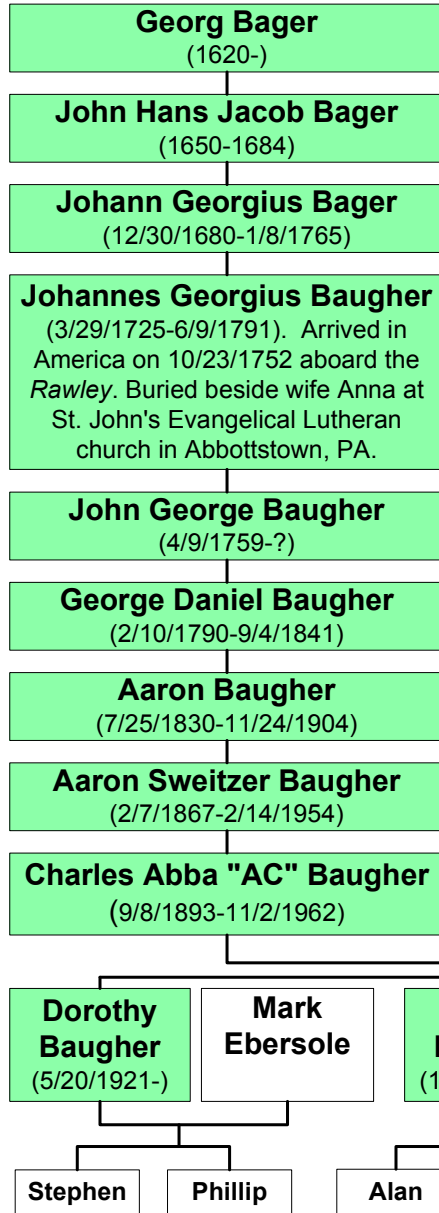 Georg Bager
(1620-)
John Hans Jacob Bager
(1650-1684)
Johann Georgius Bager
(12/30/1680-1/8/1765)
Johannes Georgius Baugher
(3/29/1725-6/9/1791).  Arrived in
America on 10/23/1752 aboard the
Rawley. Buried beside wife Anna at
St. John's Evangelical Lutheran
church in Abbottstown, PA.
John George Baugher
(4/9/1759-?)
George Daniel Baugher
(2/10/1790-9/4/1841)
Aaron Baugher
(7/25/1830-11/24/1904)
Aaron Sweitzer Baugher
(2/7/1867-2/14/1954)
Charles Abba "AC" Baugher
(9/8/1893-11/2/1962)
Dorothy
Baugher
(5/20/1921-)
Mark
Ebersole
(1
Stephen
Phillip
Alan